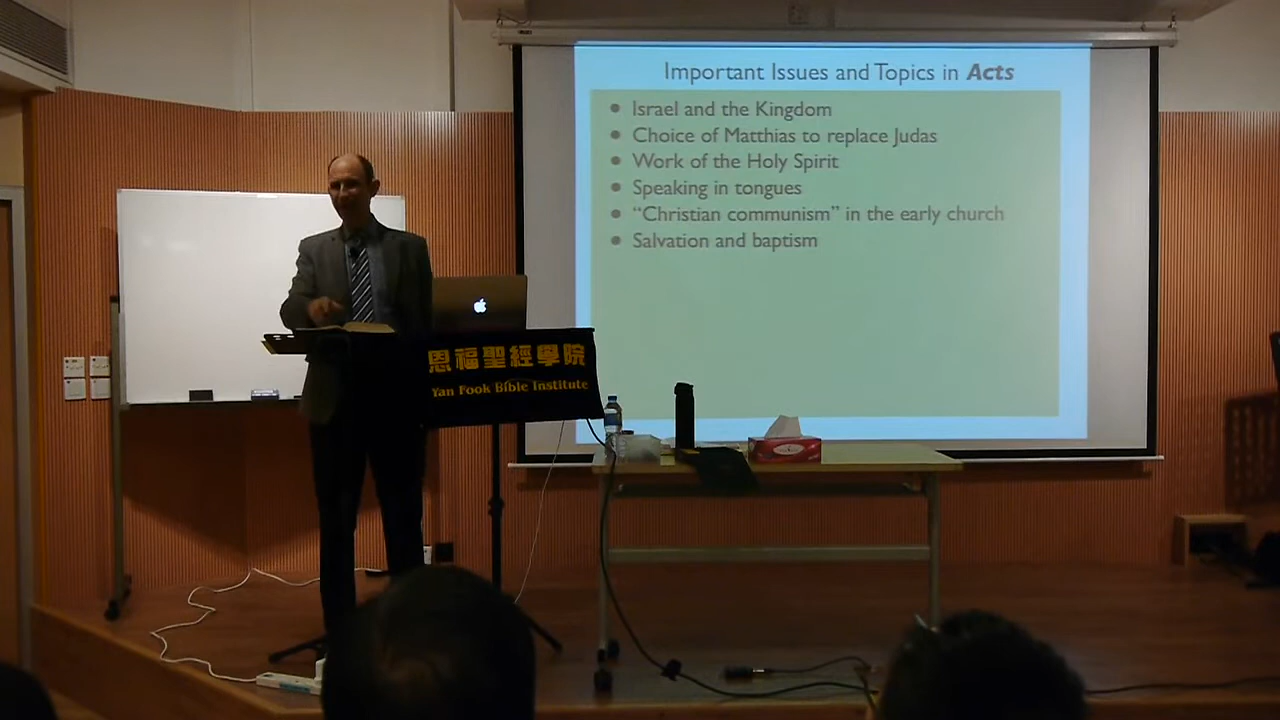 Important Issues and Topics in Acts
• Israel and the Kingdom
• Choice of Matthias to replace Judas
• Work of the Holy Spirit
• Speaking in tongues
• “Christian communism” in the early church
• Salvation and baptism
恩福聖經學院
Yan Fook Bible Institute